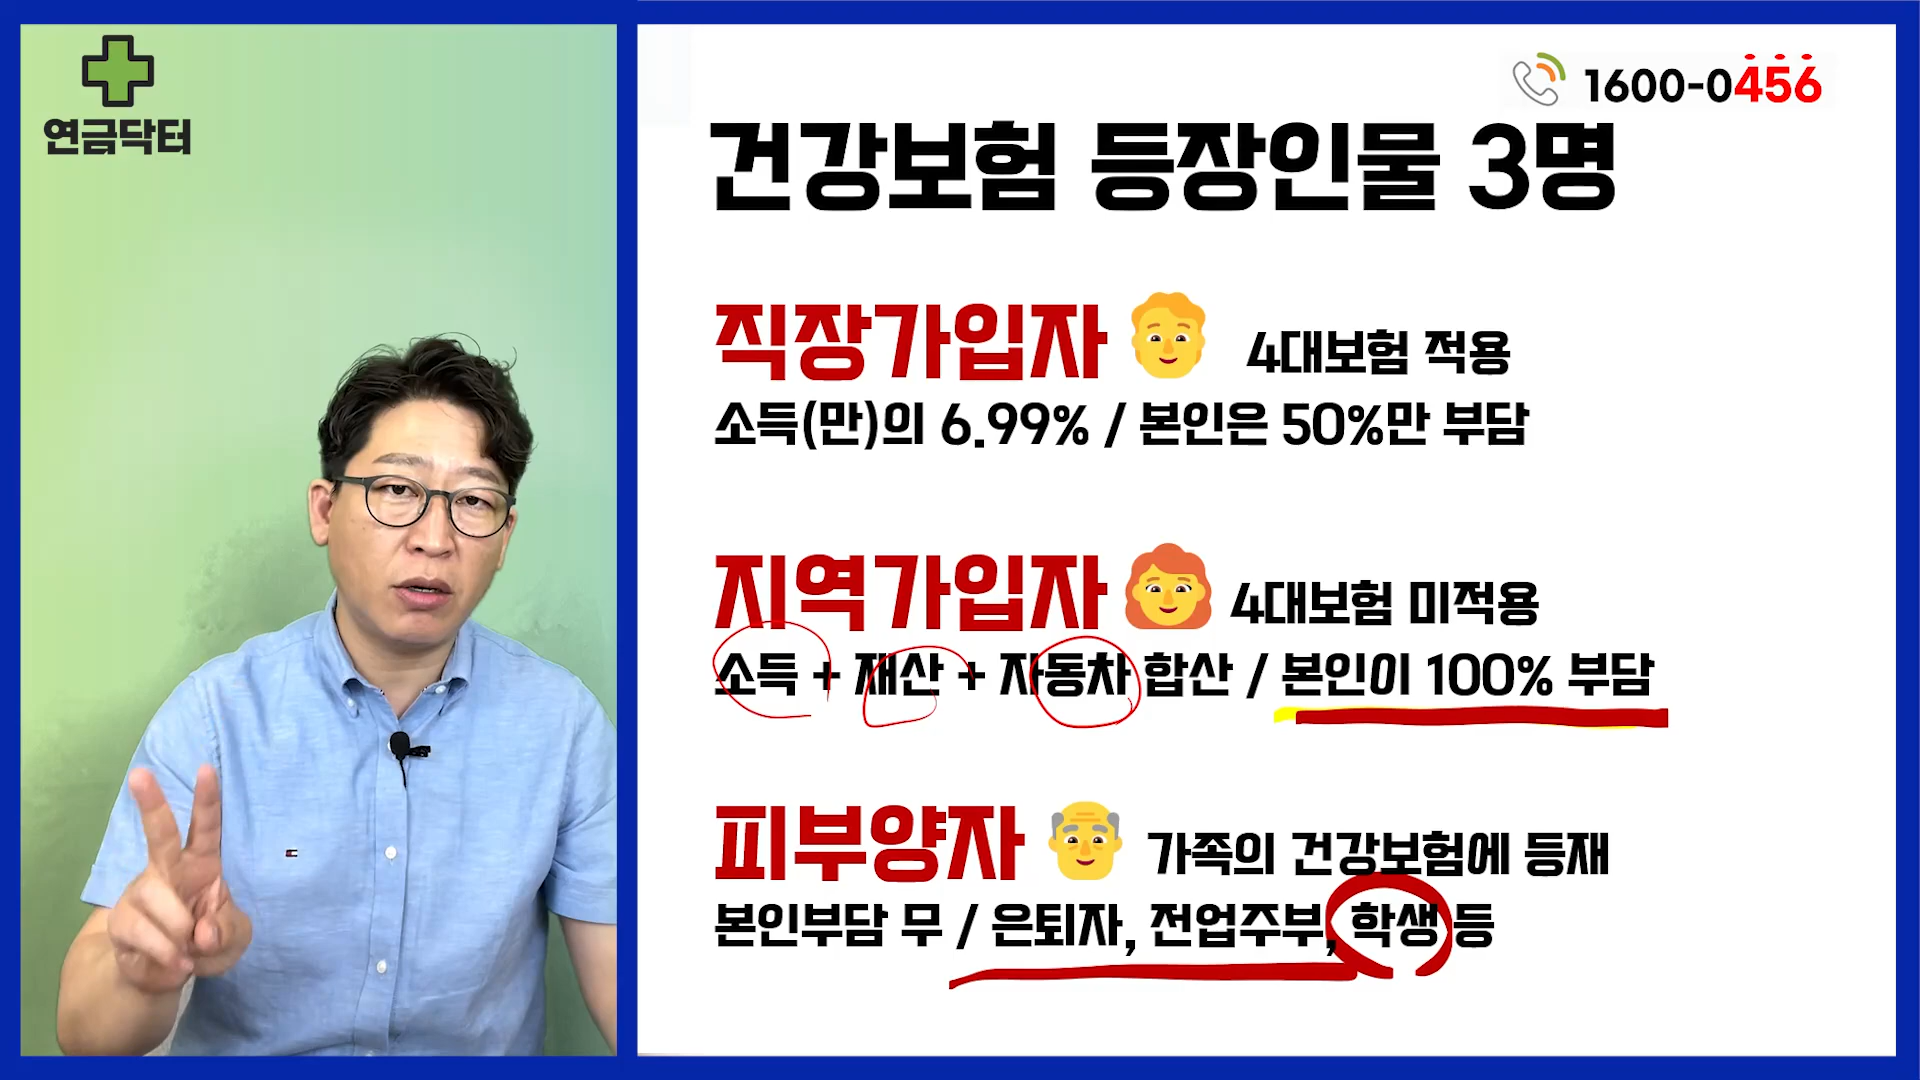 연금닥터
1600-0456
건강보험 등장인물 3명
직장가입자 4대보험 적용
소득(만)의 6.99% / 본인은 50%만 부담
지역가입자 4대보험 미적용
소득 + 재산 + 자동차 합산 / 본인이 100% 부담
피부양자 가족의 건강보험에 등재
본인부담 무 / 은퇴자, 전업주부, 학생 등